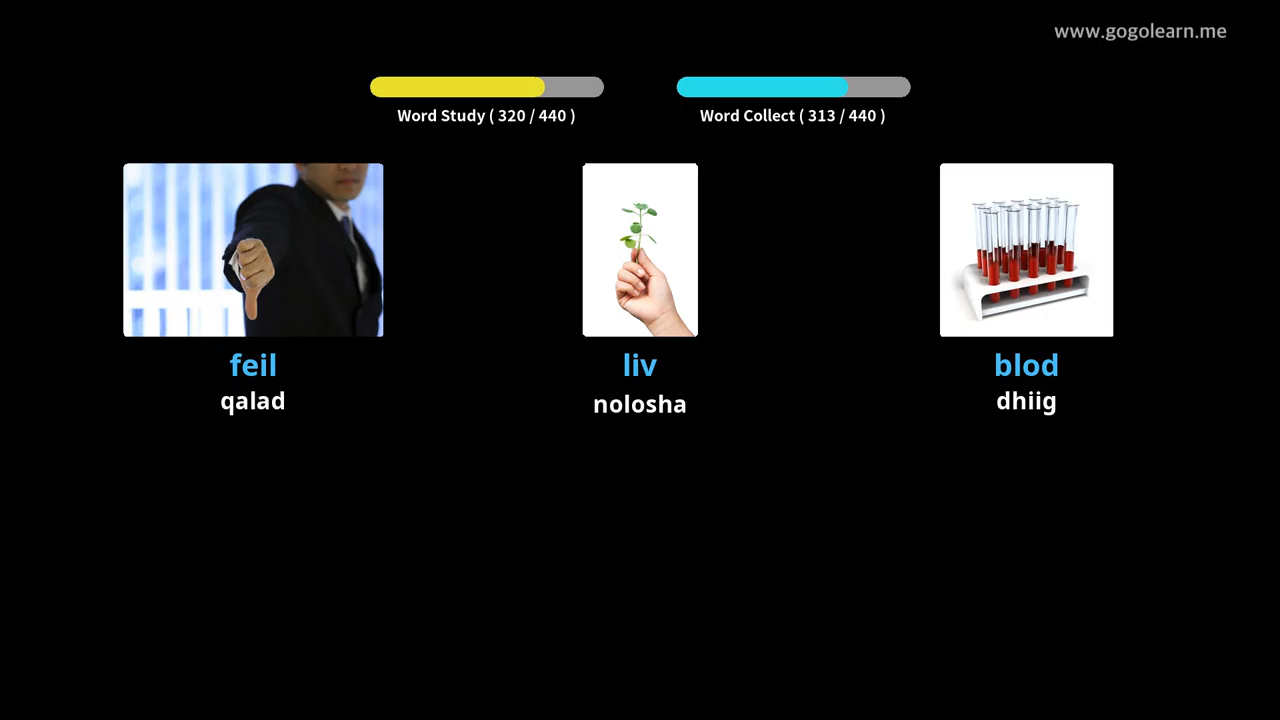 www.gogolearn.me
Word Study ( 320 / 440 )
Word Collect ( 313 / 440 )
feil
qalad
liv
nolosha
blod
dhiig